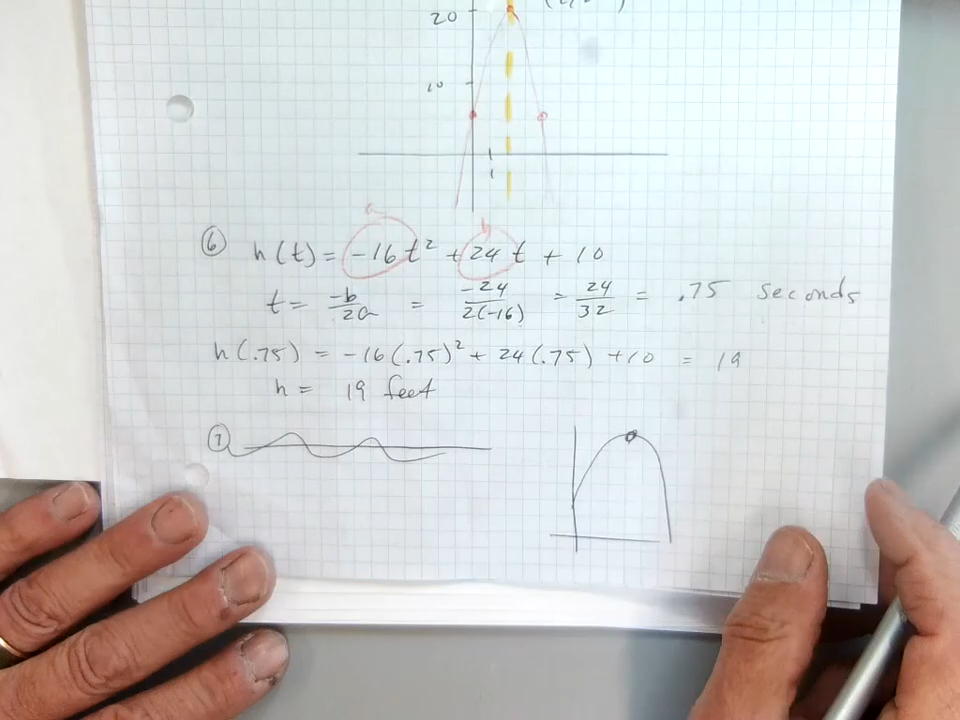 20
10
1
1
a b
⑥ h(t) = -16t² + 24t + 10
t = -b/2a = -24/2(-16) = 24/32 = .75 seconds
h(.75) = -16(.75)² + 24(.75) + 10 = 19
h = 19 feet
⑦